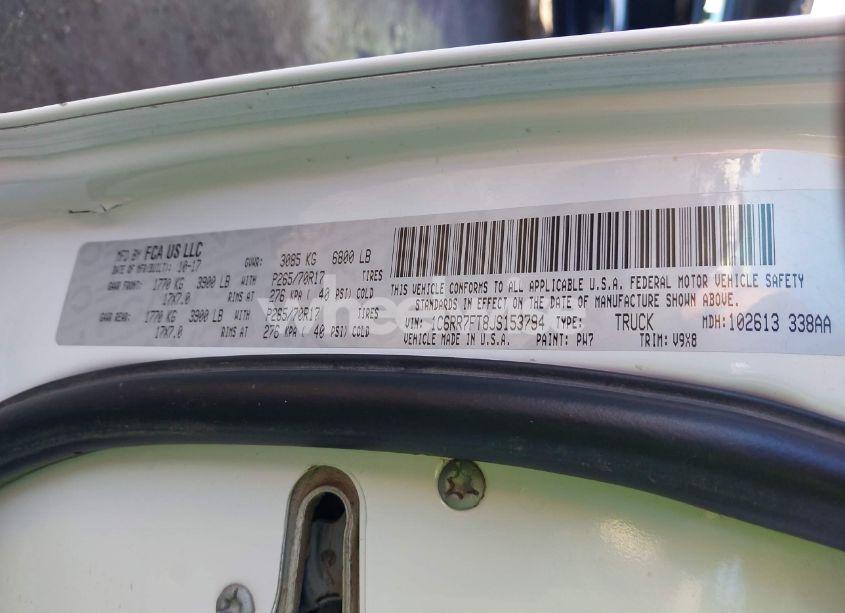 MFD BY FCA US LLC
DATE OF MFR/BUILT: 10-17 GVWR: 3085 KG 6800 LB
GAWR FRONT: 1770 KG 3900 LB WITH P265/70R17 TIRES
17X7.0 RIMS AT 276 KPA ( 40 PSI) COLD
GAWR REAR: 1770 KG 3900 LB WITH P265/70R17 TIRES
17X7.0 RIMS AT 276 KPA ( 40 PSI) COLD
THIS VEHICLE CONFORMS TO ALL APPLICABLE U.S.A. FEDERAL MOTOR VEHICLE SAFETY
STANDARDS IN EFFECT ON THE DATE OF MANUFACTURE SHOWN ABOVE.
VIN: 1C6RR7FT8JS153794 TYPE: TRUCK MDH: 102613 338AA
VEHICLE MADE IN U.S.A. PAINT: PW7 TRIM: V9X8